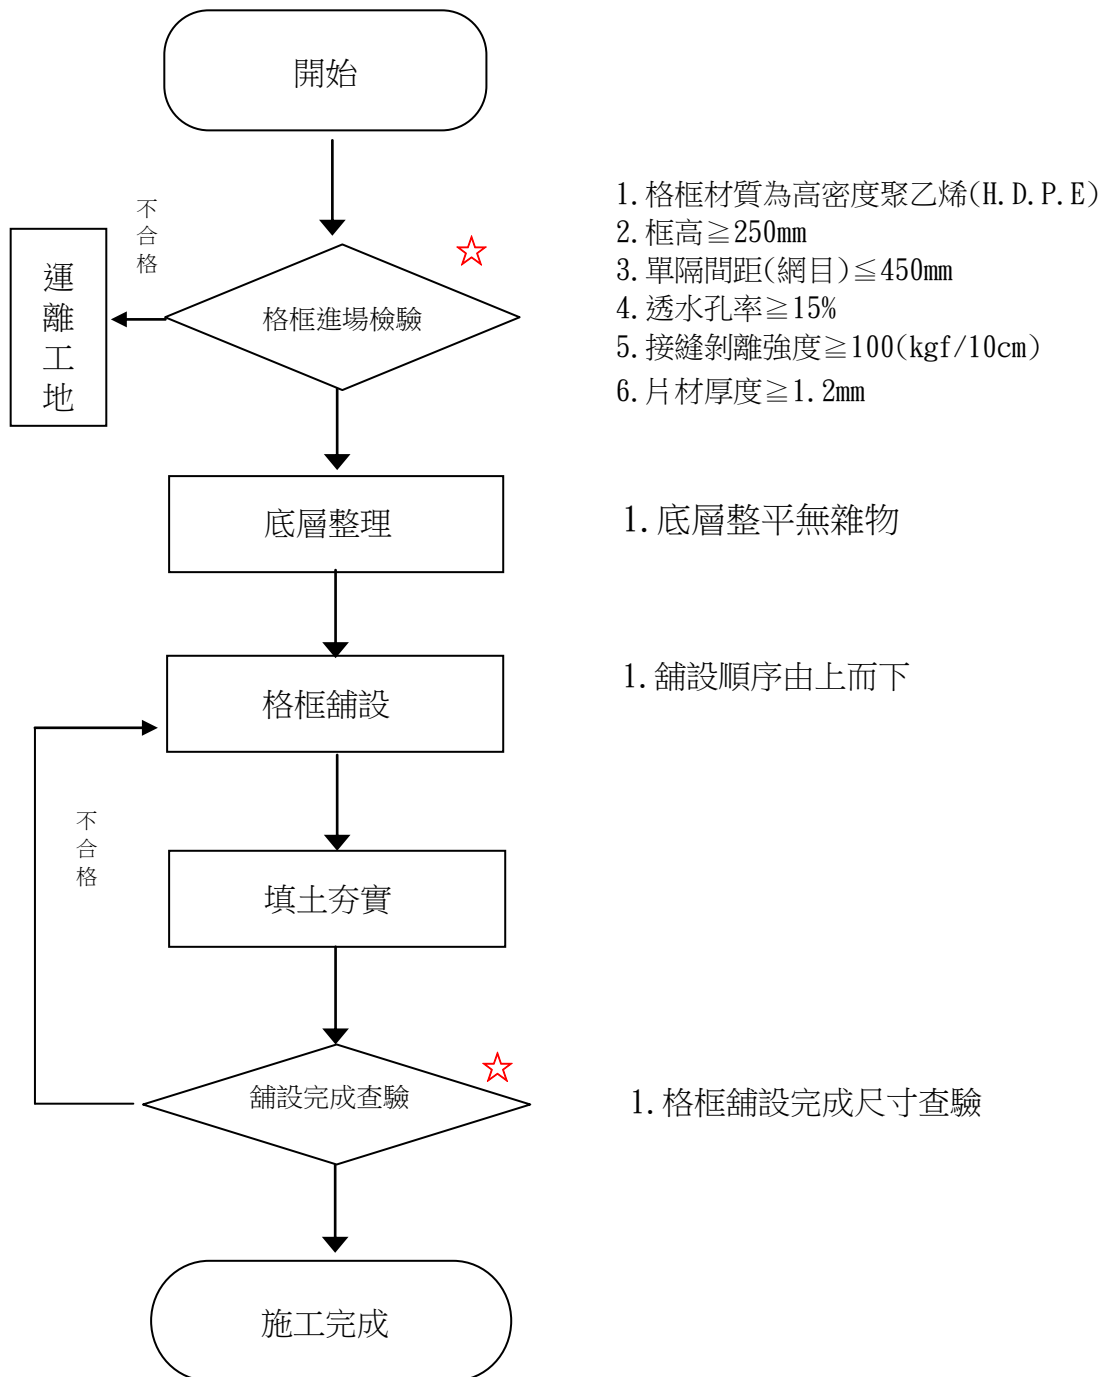 開始
不合格
1.格框材質為高密度聚乙烯(H.D.P.E)
2.框高≧250mm
3.單隔間距(網目)≦450mm
4.透水孔率≧15%
5.接縫剝離強度≧100(kgf/10cm)
6.片材厚度≧1.2mm
運離工地
格框進場檢驗
底層整理
1.底層整平無雜物
格框舖設
1.舖設順序由上而下
不合格
填土夯實
舖設完成查驗
1.格框舖設完成尺寸查驗
施工完成